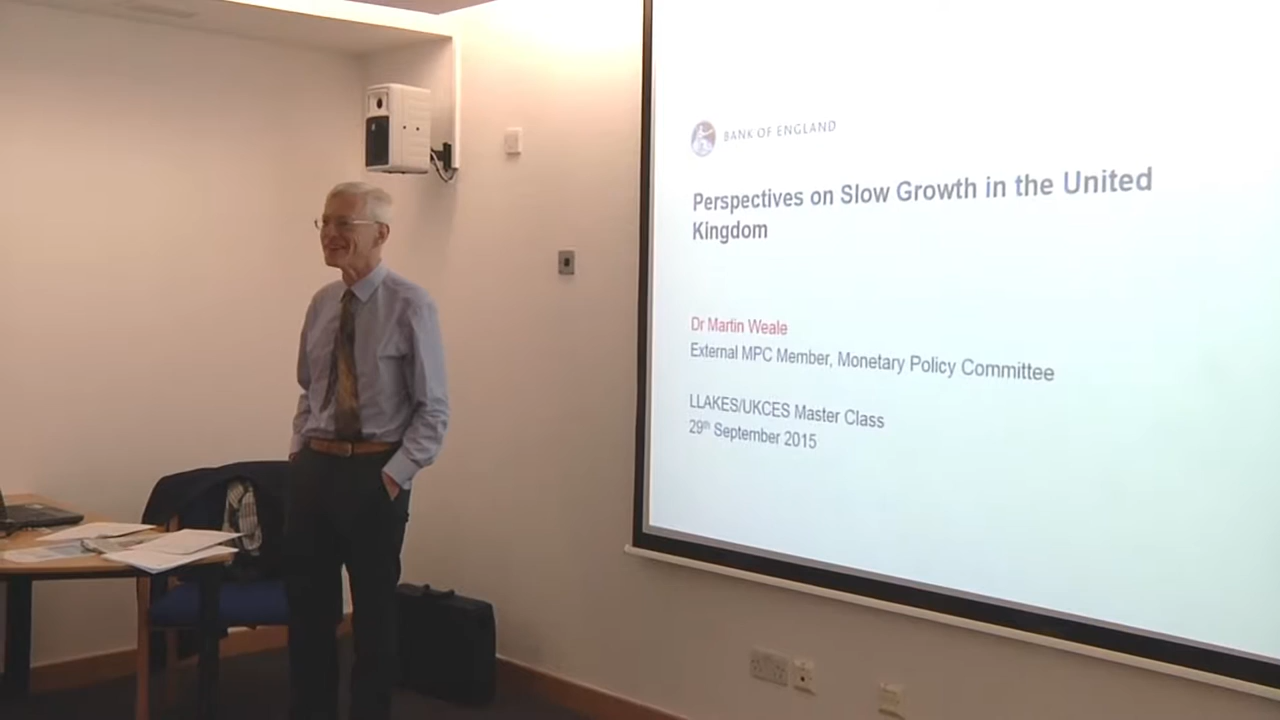 BANK OF ENGLAND
Perspectives on Slow Growth in the United
Kingdom
Dr Martin Weale
External MPC Member, Monetary Policy Committee
LLAKES/UKCES Master Class
29th September 2015